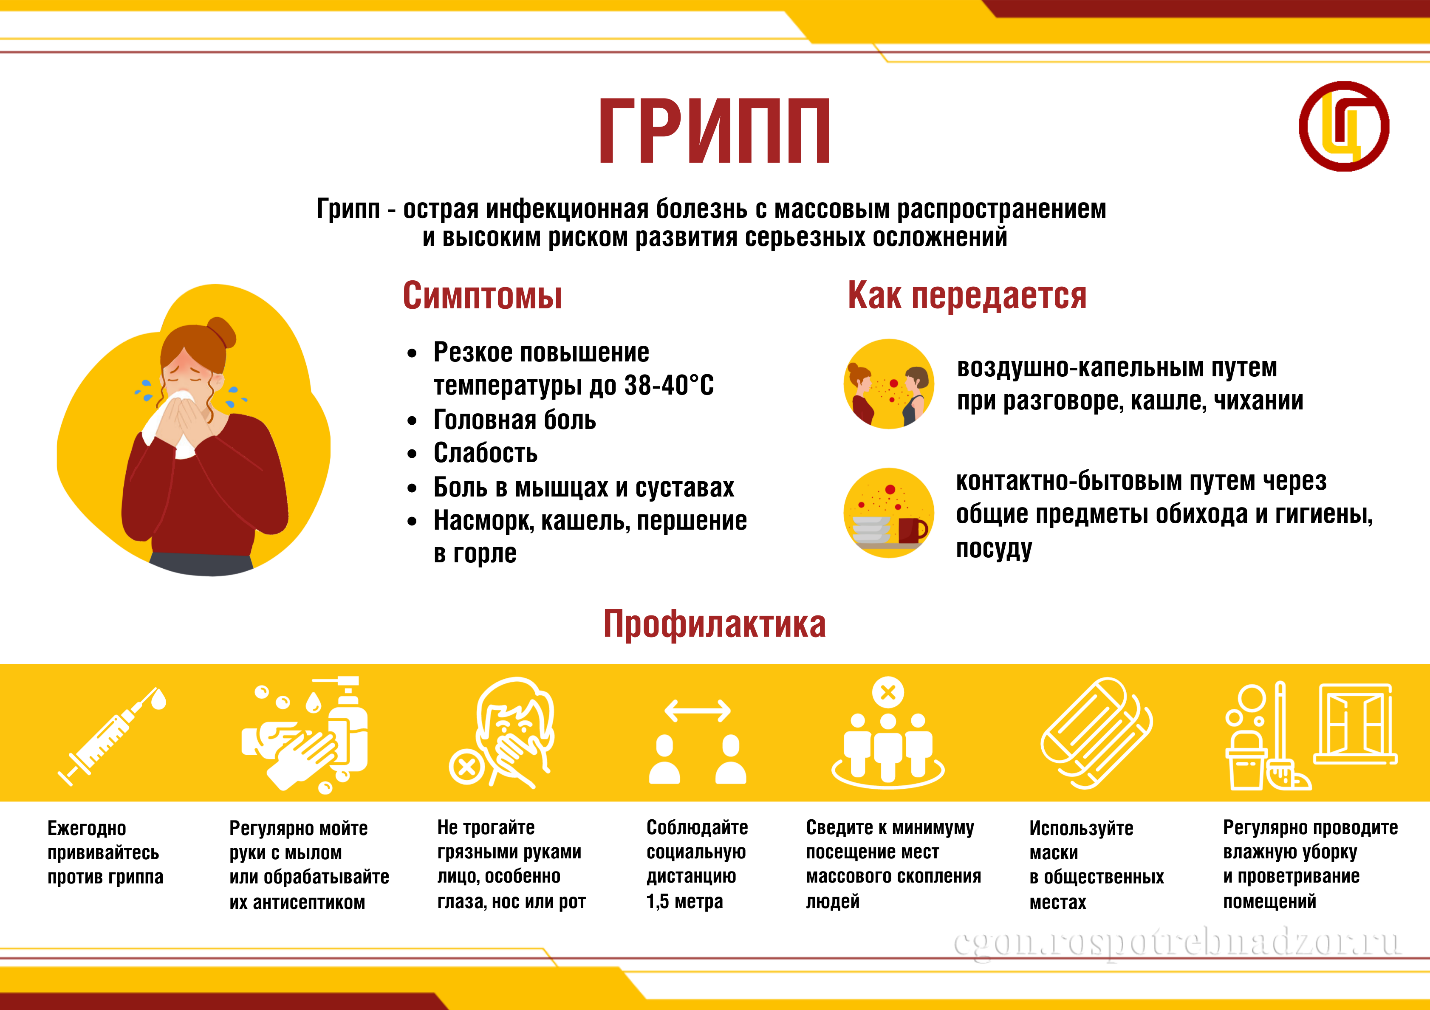 ГРИПП
Грипп - острая инфекционная болезнь с массовым распространением
и высоким риском развития серьезных осложнений
Симптомы
• Резкое повышение
температуры до 38-40°С
• Головная боль
• Слабость
• Боль в мышцах и суставах
• Насморк, кашель, першение
в горле
Как передается
воздушно-капельным путем
при разговоре, кашле, чихании
контактно-бытовым путем через
общие предметы обихода и гигиены,
посуду
Профилактика
Ежегодно
прививайтесь
против гриппа
Регулярно мойте
руки с мылом
или обрабатывайте
их антисептиком
Не трогайте
грязными руками
лицо, особенно
глаза, нос или рот
Соблюдайте
социальную
дистанцию
1,5 метра
Сведите к минимуму
посещение мест
массового скопления
людей
Используйте
маски
в общественных
местах
Регулярно проводите
влажную уборку
и проветривание
помещений
cgon.rospotrebnadzor.ru